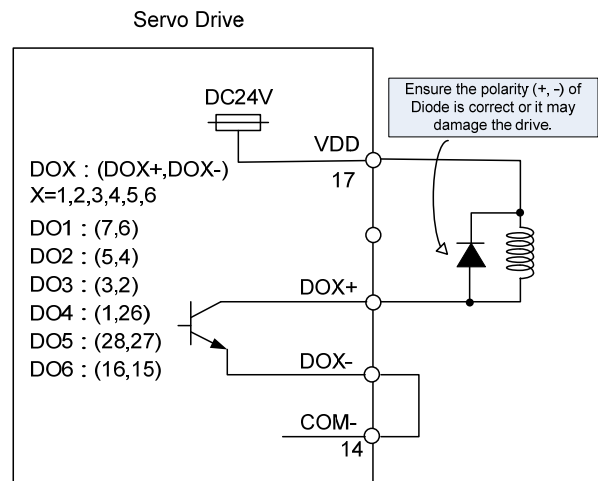 Servo Drive
DC24V
Ensure the polarity (+, -) of
Diode is correct or it may
damage the drive.
VDD
17
DOX : (DOX+,DOX-)
X=1,2,3,4,5,6
DO1 : (7,6)
DO2 : (5,4)
DO3 : (3,2)
DO4 : (1,26)
DO5 : (28,27)
DO6 : (16,15)
DOX+
DOX-
COM-
14